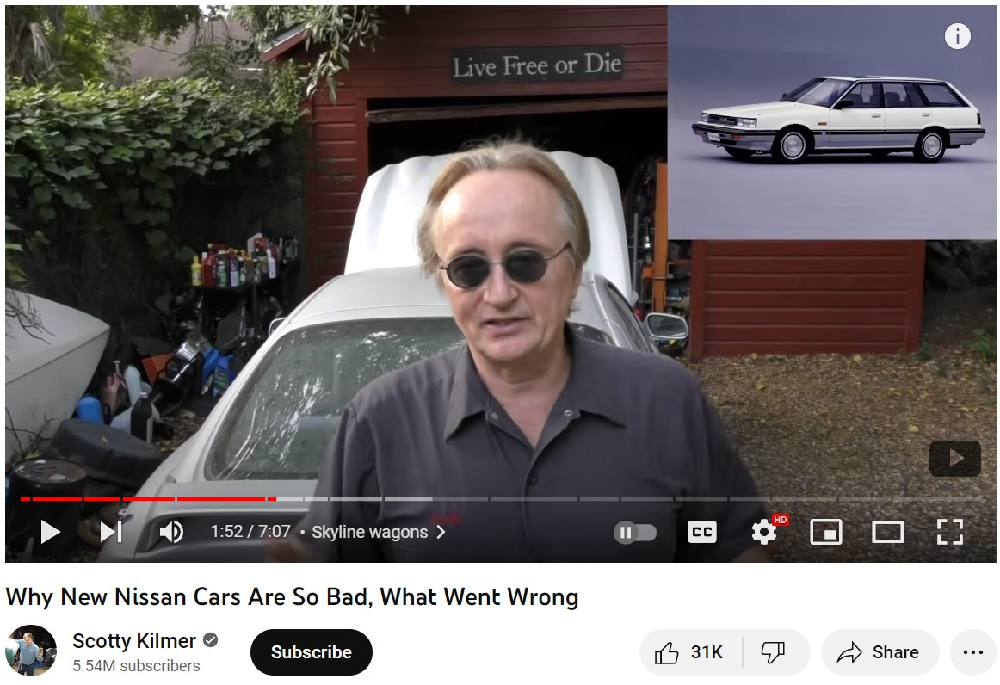 i
Live Free or Die
1:52 / 7:07 • Skyline wagons
CC
HD
Why New Nissan Cars Are So Bad, What Went Wrong
Scotty Kilmer
5.54M subscribers
Subscribe
31K
Share